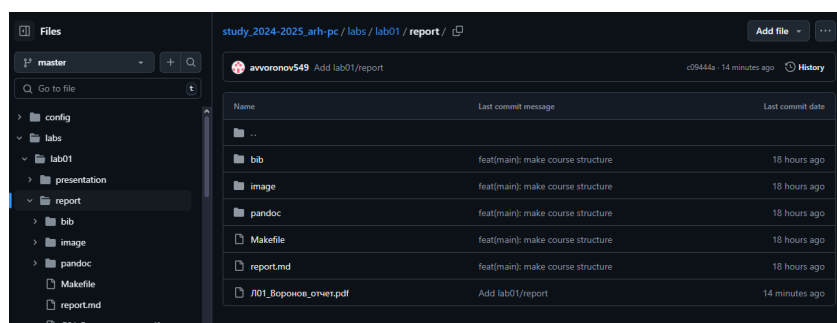 Files
master
Go to file
t
config
labs
lab01
presentation
report
bib
image
pandoc
Makefile
report.md
study_2024-2025_arh-pc / labs / lab01 / report /
Add file
avvoronov549 Add lab01/report
c09444a · 14 minutes ago History
Name Last commit message Last commit date
..
bib feat(main): make course structure 18 hours ago
image feat(main): make course structure 18 hours ago
pandoc feat(main): make course structure 18 hours ago
Makefile feat(main): make course structure 18 hours ago
report.md feat(main): make course structure 18 hours ago
Л01_Воронов_отчет.pdf Add lab01/report 14 minutes ago